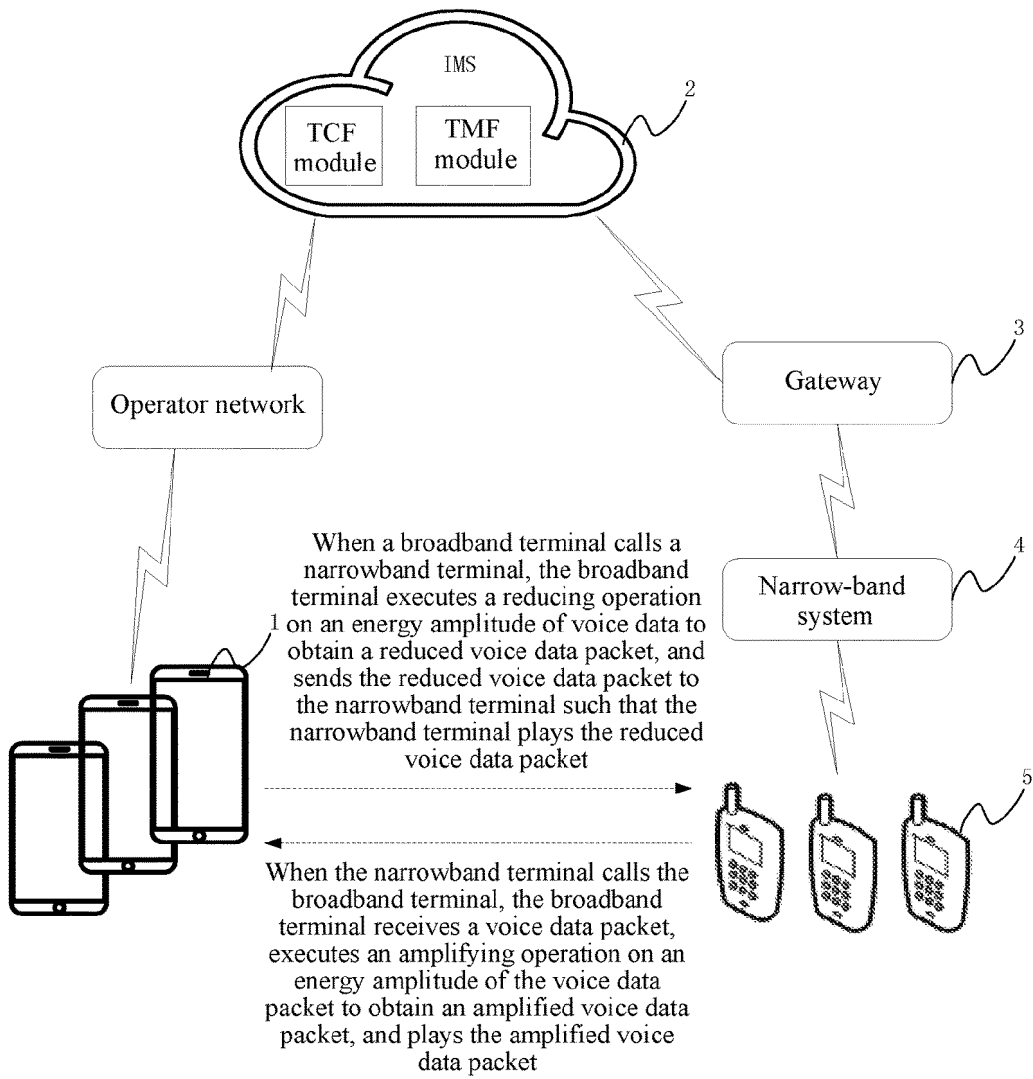 IMS
2
TCF
module
TMF
module
3
Gateway
Operator network
When a broadband terminal calls a
narrowband terminal, the broadband
terminal executes a reducing operation
on an energy amplitude of voice data to
obtain a reduced voice data packet, and
sends the reduced voice data packet to
the narrowband terminal such that the
narrowband terminal plays the reduced
voice data packet
4
Narrow-band
system
1
5
When the narrowband terminal calls the
broadband terminal, the broadband
terminal receives a voice data packet,
executes an amplifying operation on an
energy amplitude of the voice data
packet to obtain an amplified voice data
packet, and plays the amplified voice
data packet